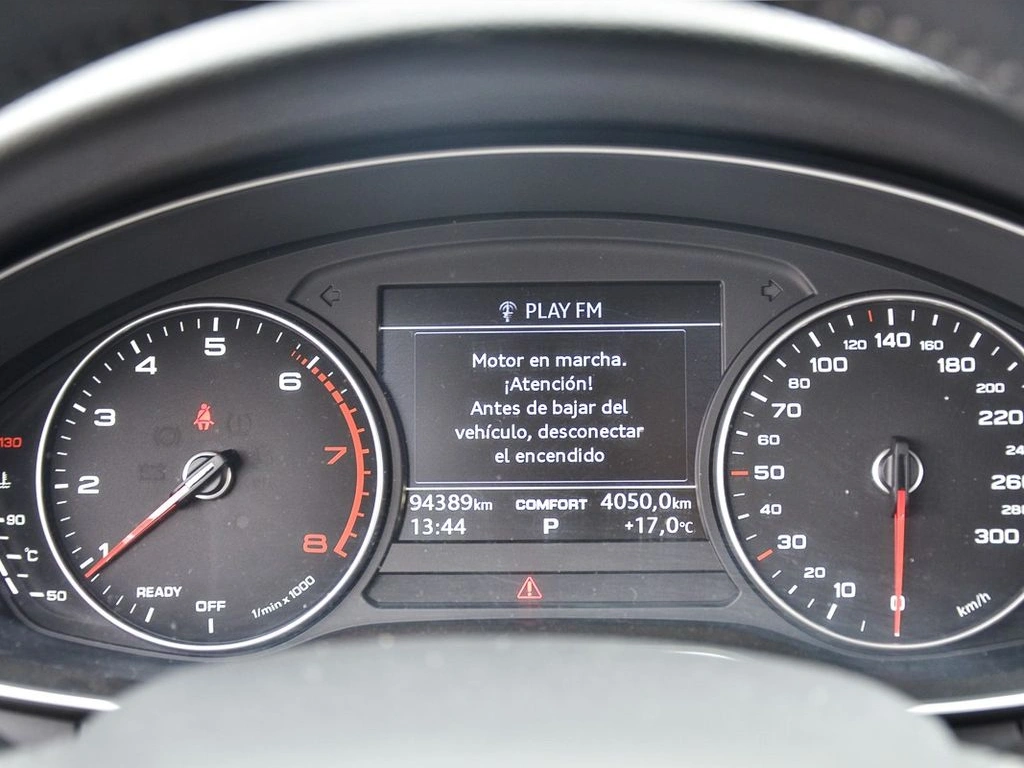 PLAY FM
Motor en marcha.
¡Atención!
Antes de bajar del
vehículo, desconectar
el encendido
94389km COMFORT 4050,0km
13:44 P +17,0°C
1
2
3
4
5
6
7
8
READY
OFF
1/min x 1000
130
90
°C
50
0
10
20
30
40
50
60
70
80
100
120
140
160
180
200
220
260
300
km/h